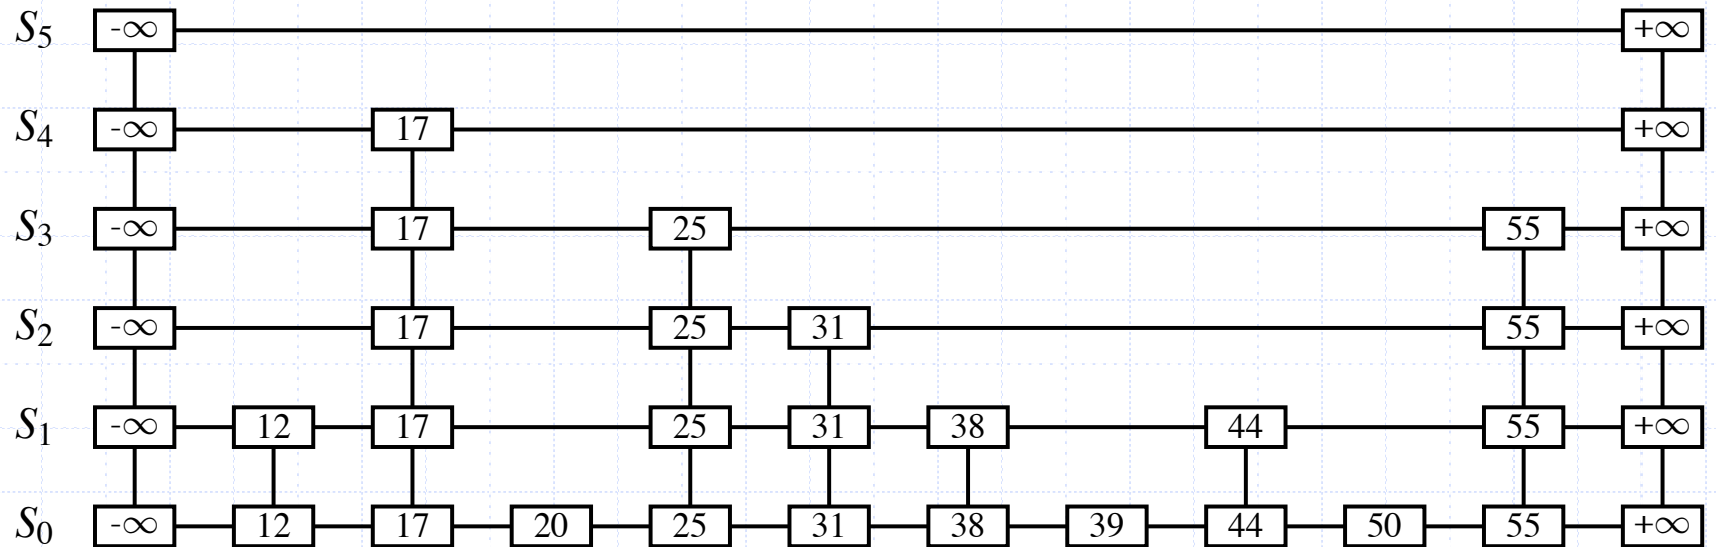 S5 -∞ +∞
S4 -∞ 17 +∞
S3 -∞ 17 25 55 +∞
S2 -∞ 17 25 31 55 +∞
S1 -∞ 12 17 25 31 38 44 55 +∞
S0 -∞ 12 17 20 25 31 38 39 44 50 55 +∞